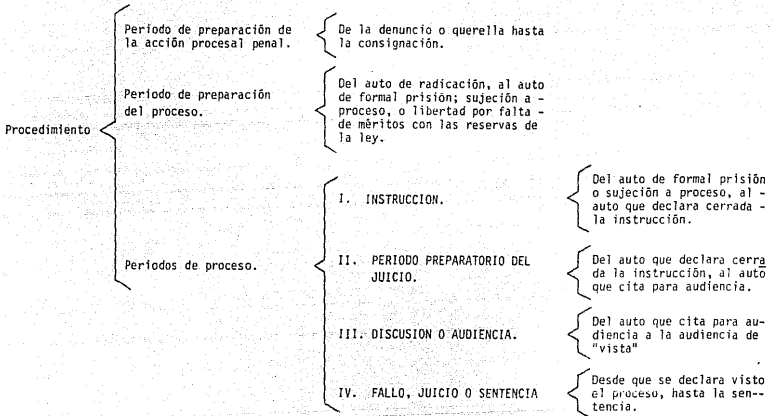 Periodo de preparación de
la acción procesal penal.
De la denuncio o querella hasta
la consignación.
Periodo de preparación
del proceso.
Del auto de radicación, al auto
de formal prisión; sujeción a -
proceso, o libertad por falta -
de méritos con las reservas de
la ley.
Procedimiento
Periodos de proceso.
I. INSTRUCCION.
Del auto de formal prisión
o sujeción a proceso, al -
auto que declara cerrada -
la instrucción.
II. PERIODO PREPARATORIO DEL
JUICIO.
Del auto que declara cerra
da la instrucción, al auto
que cita para audiencia.
III. DISCUSION O AUDIENCIA.
Del auto que cita para au-
diencia a la audiencia de
"vista"
IV. FALLO, JUICIO O SENTENCIA
Desde que se declara visto
el proceso, hasta la sen--
tencia.